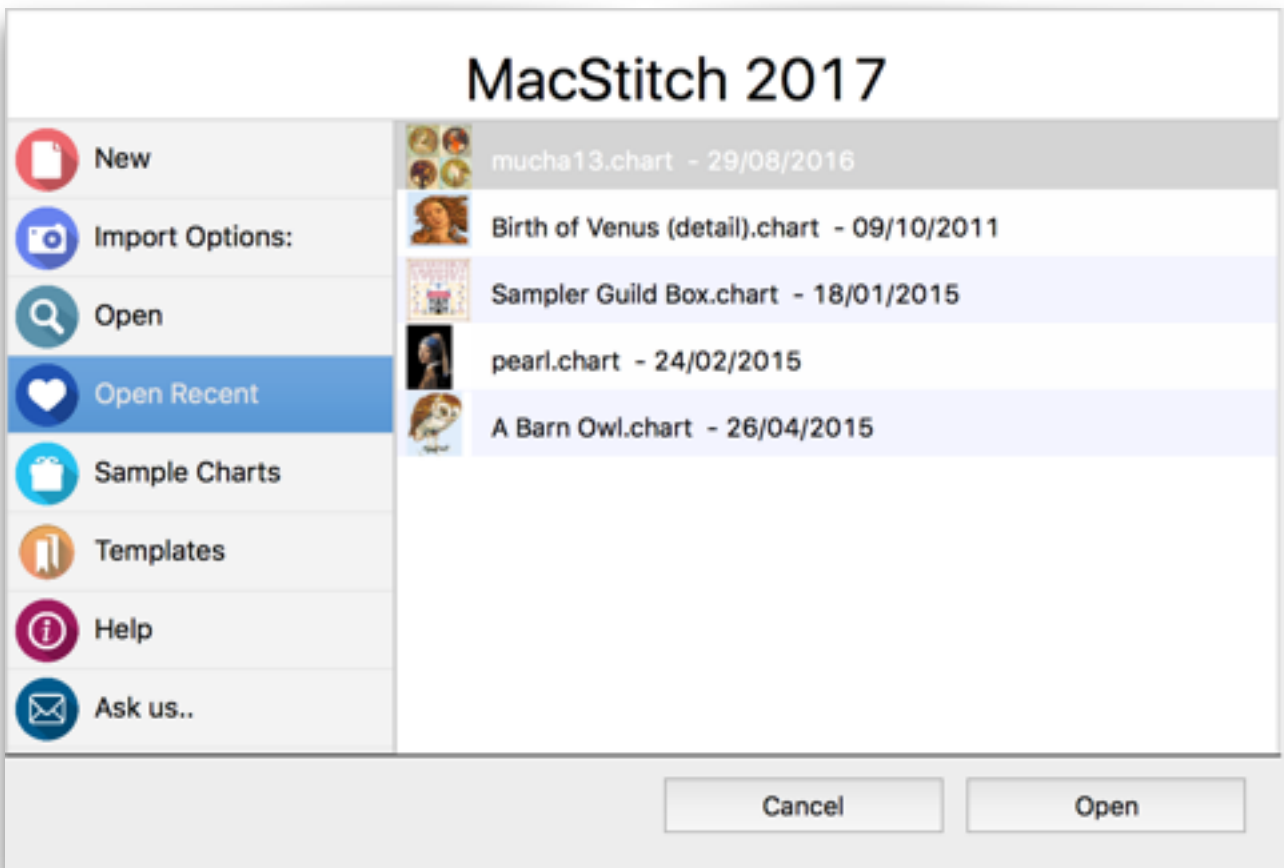 MacStitch 2017
New
Import Options:
Open
Open Recent
Sample Charts
Templates
Help
Ask us..
mucha13.chart - 29/08/2016
Birth of Venus (detail).chart - 09/10/2011
Sampler Guild Box.chart - 18/01/2015
pearl.chart - 24/02/2015
A Barn Owl.chart - 26/04/2015
Cancel
Open